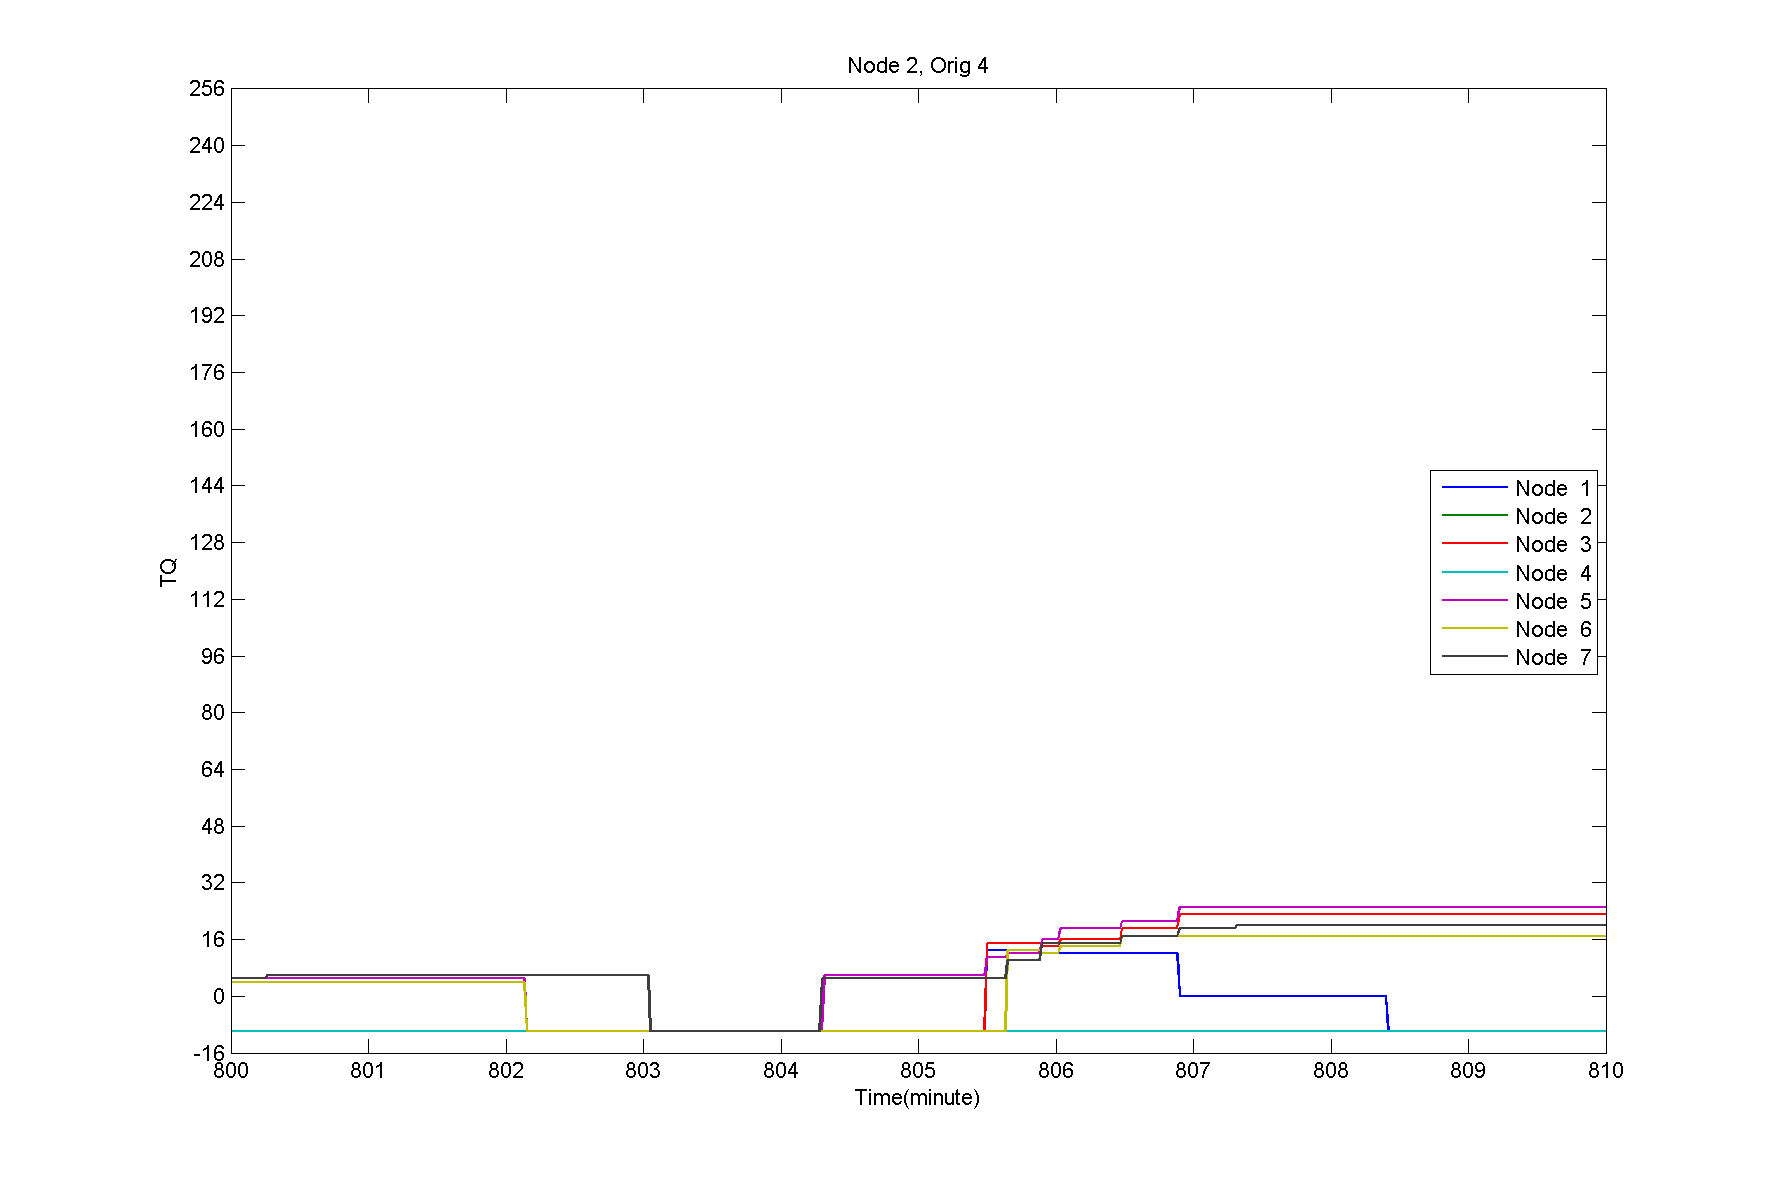 Node 2, Orig 4
256
240
224
208
192
176
160
144
128
112
96
80
64
48
32
16
0
-16
TQ
Node 1
Node 2
Node 3
Node 4
Node 5
Node 6
Node 7
800 801 802 803 804 805 806 807 808 809 810
Time(minute)